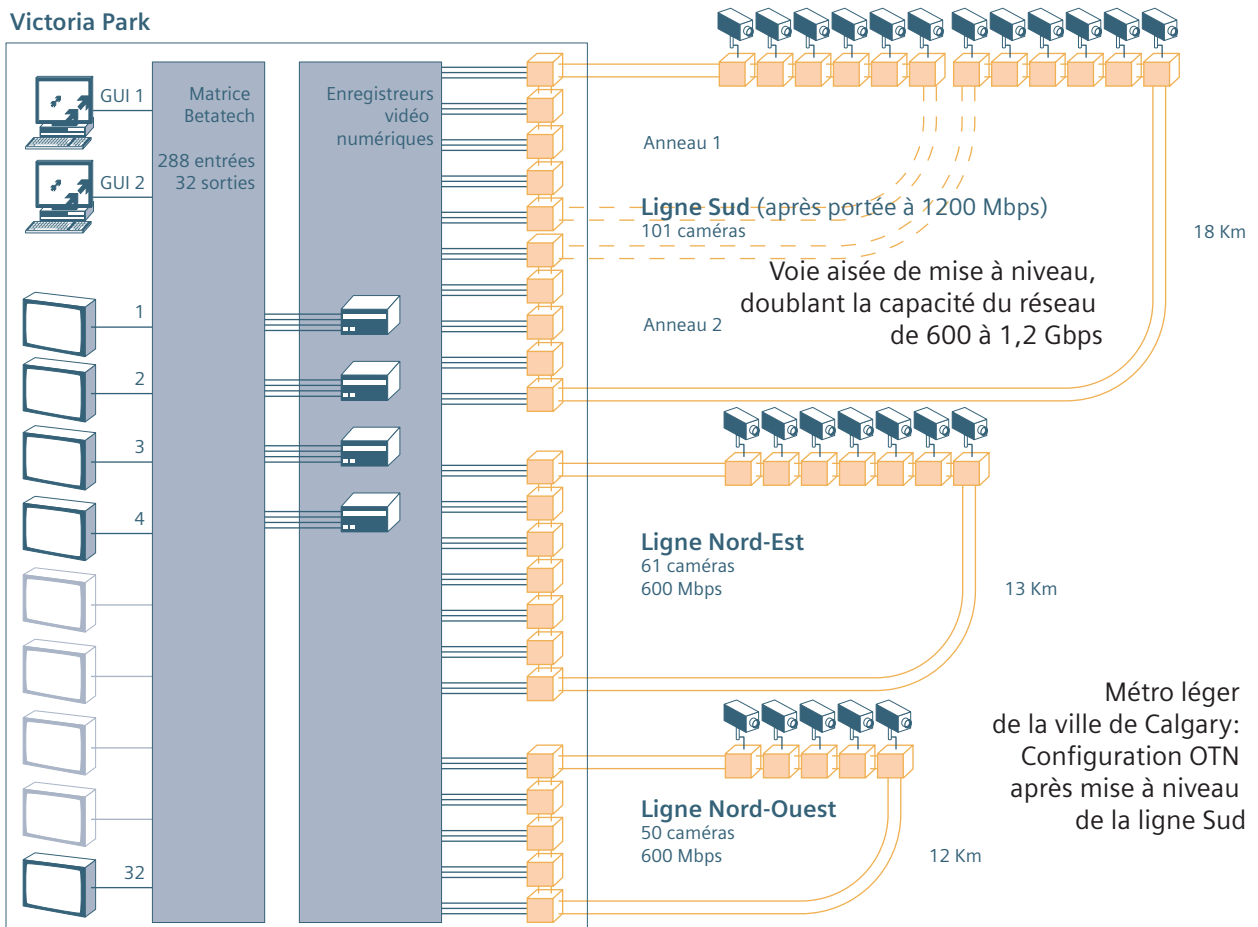 Victoria Park
GUI 1
GUI 2
Matrice
Betatech
288 entrées
32 sorties
Enregistreurs
vidéo
numériques
1
2
3
4
32
Anneau 1
Ligne Sud (après portée à 1200 Mbps)
101 caméras
18 Km
Voie aisée de mise à niveau,
doublant la capacité du réseau
de 600 à 1,2 Gbps
Anneau 2
Ligne Nord-Est
61 caméras
600 Mbps
13 Km
Métro léger
de la ville de Calgary:
Configuration OTN
après mise à niveau
de la ligne Sud
Ligne Nord-Ouest
50 caméras
600 Mbps
12 Km